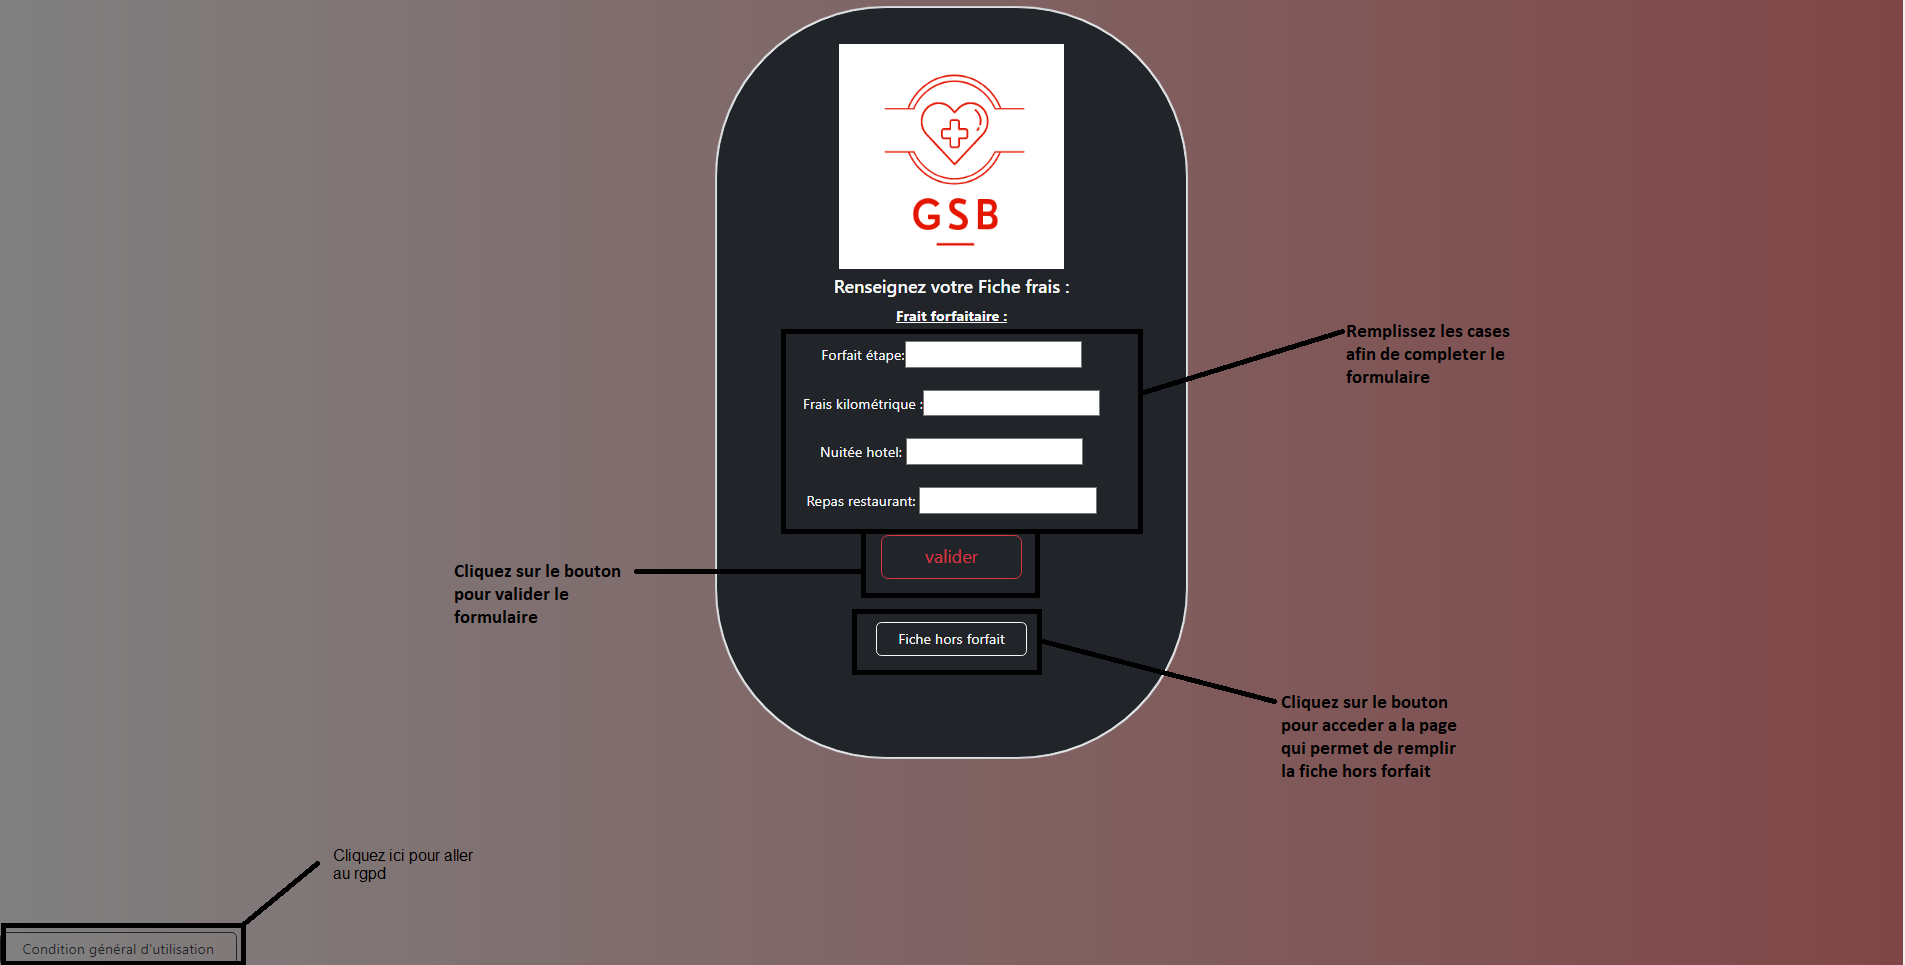 GSB
Renseignez votre Fiche frais :
Frait forfaitaire :
Forfait étape:
Frais kilométrique :
Nuitée hotel:
Repas restaurant:
Remplissez les cases
afin de completer le
formulaire
valider
Cliquez sur le bouton
pour valider le
formulaire
Fiche hors forfait
Cliquez sur le bouton
pour acceder a la page
qui permet de remplir
la fiche hors forfait
Cliquez ici pour aller
au rgpd
Condition général d'utilisation